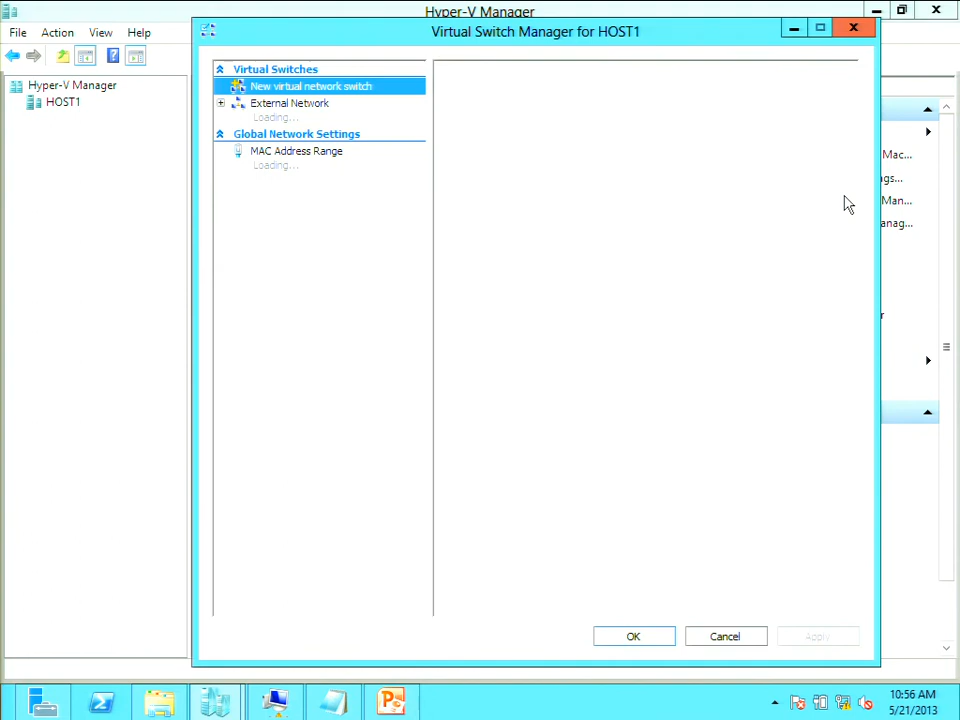 Hyper-V Manager
File Action View Help
Virtual Switch Manager for HOST1
Hyper-V Manager
HOST1
Virtual Switches
New virtual network switch
External Network
Loading...
Global Network Settings
MAC Address Range
Loading...
Mac...
gs...
Man...
anag...
r
OK Cancel Apply
10:56 AM
5/21/2013